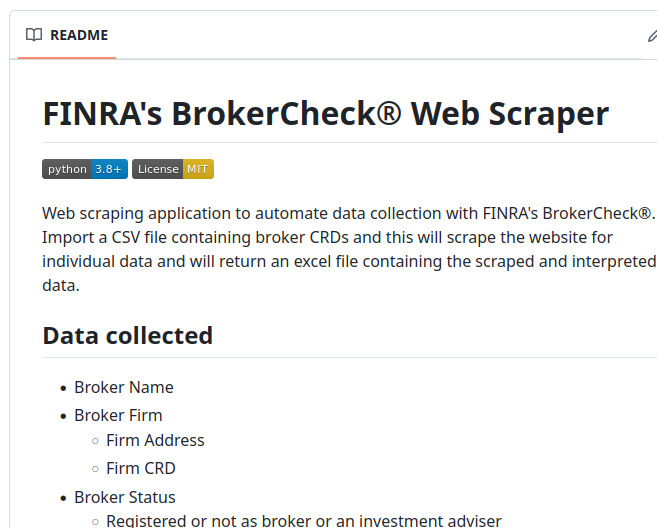 README
FINRA's BrokerCheck® Web Scraper
python 3.8+ License MIT
Web scraping application to automate data collection with FINRA's BrokerCheck®.
Import a CSV file containing broker CRDs and this will scrape the website for
individual data and will return an excel file containing the scraped and interpreted
data.
Data collected
• Broker Name
• Broker Firm
○ Firm Address
○ Firm CRD
• Broker Status
○ Registered or not as broker or an investment adviser